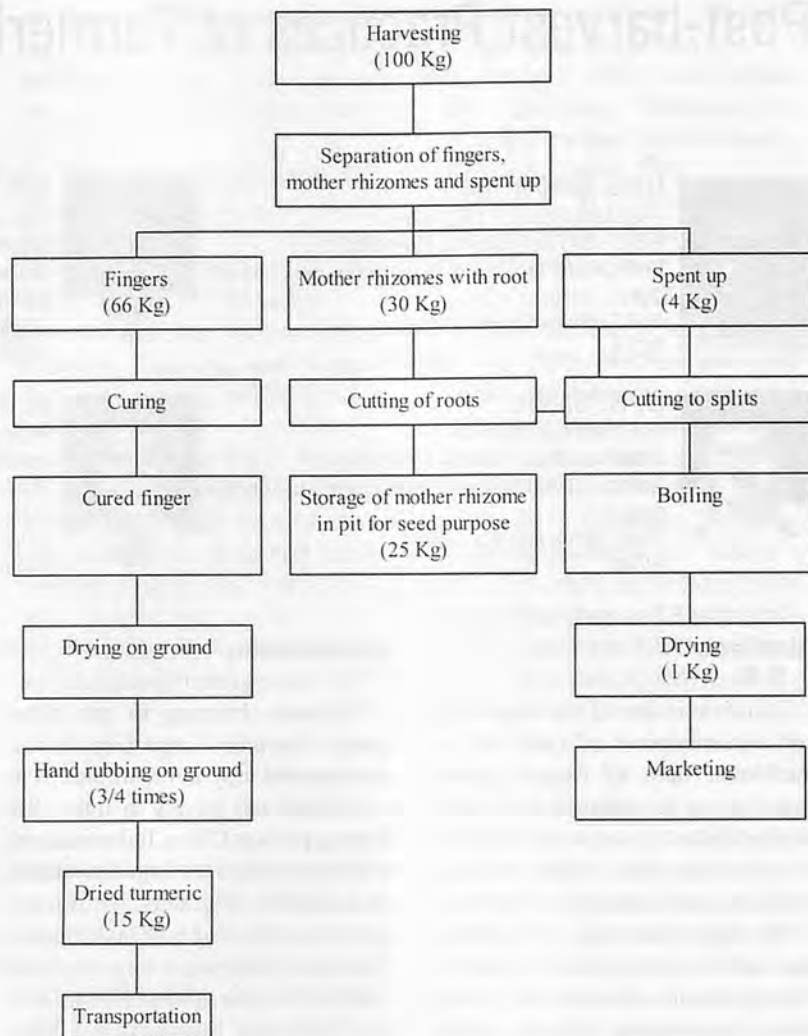 Harvesting
(100 Kg)
Separation of fingers,
mother rhizomes and spent up
Fingers
(66 Kg)
Mother rhizomes with root
(30 Kg)
Spent up
(4 Kg)
Curing
Cutting of roots
Cutting to splits
Cured finger
Storage of mother rhizome
in pit for seed purpose
(25 Kg)
Boiling
Drying on ground
Drying
(1 Kg)
Hand rubbing on ground
(3/4 times)
Marketing
Dried turmeric
(15 Kg)
Transportation